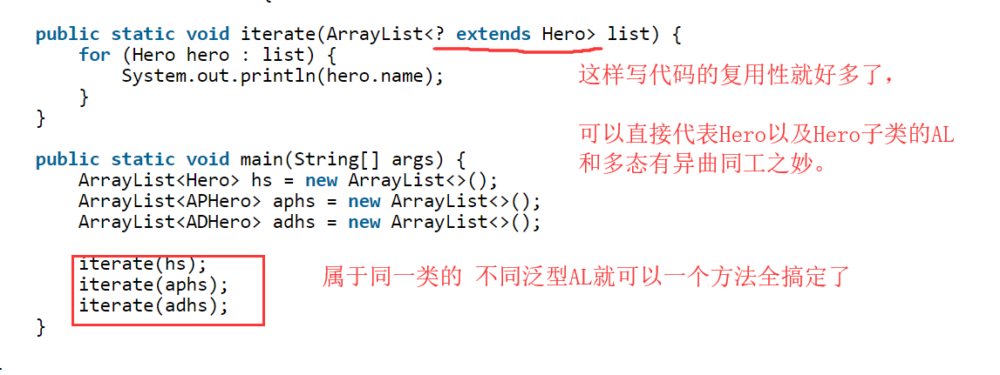 public static void iterate(ArrayList<? extends Hero> list) {
for (Hero hero : list) {
System.out.println(hero.name);
}
}
这样写代码的复用性就好多了,
可以直接代表Hero以及Hero子类的AL
和多态有异曲同工之妙。
public static void main(String[] args) {
ArrayList<Hero> hs = new ArrayList<>();
ArrayList<APHero> aphs = new ArrayList<>();
ArrayList<ADHero> adhs = new ArrayList<>();
iterate(hs);
iterate(aphs);
iterate(adhs);
属于同一类的 不同泛型AL就可以一个方法全搞定了
}